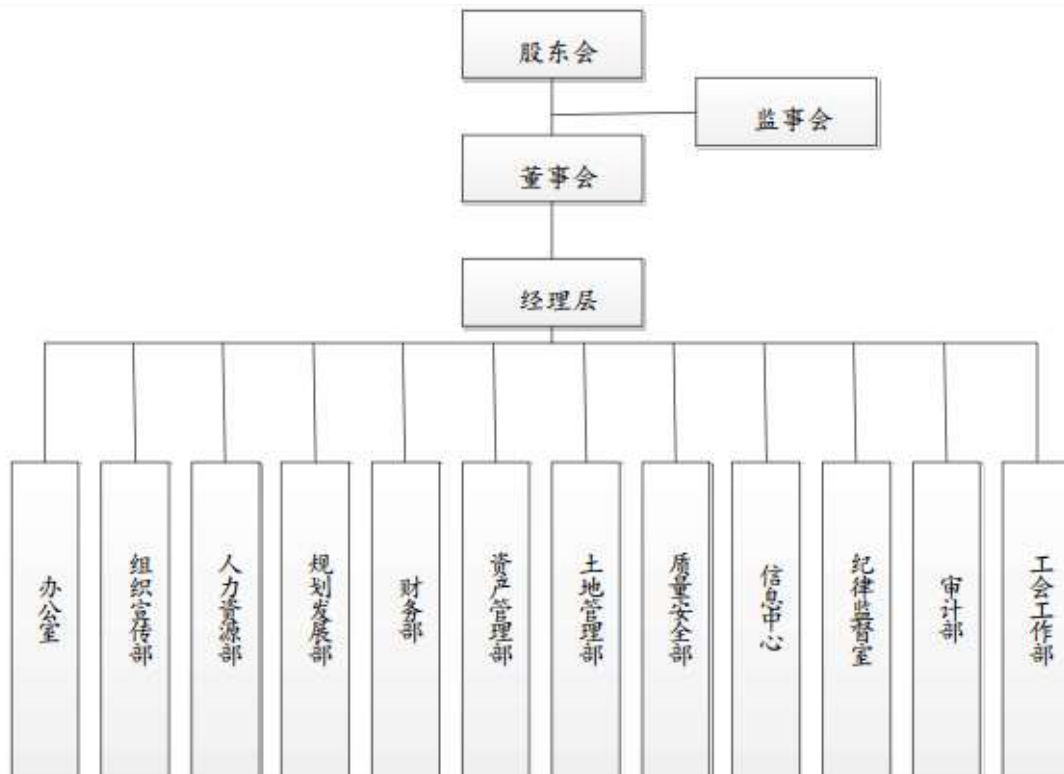 股东会
监事会
董事会
经理层
办公室
组织宣传部
人力资源部
规划发展部
财务部
资产管理部
土地管理部
质量安全部
信息中心
纪律监督室
审计部
工会工作部